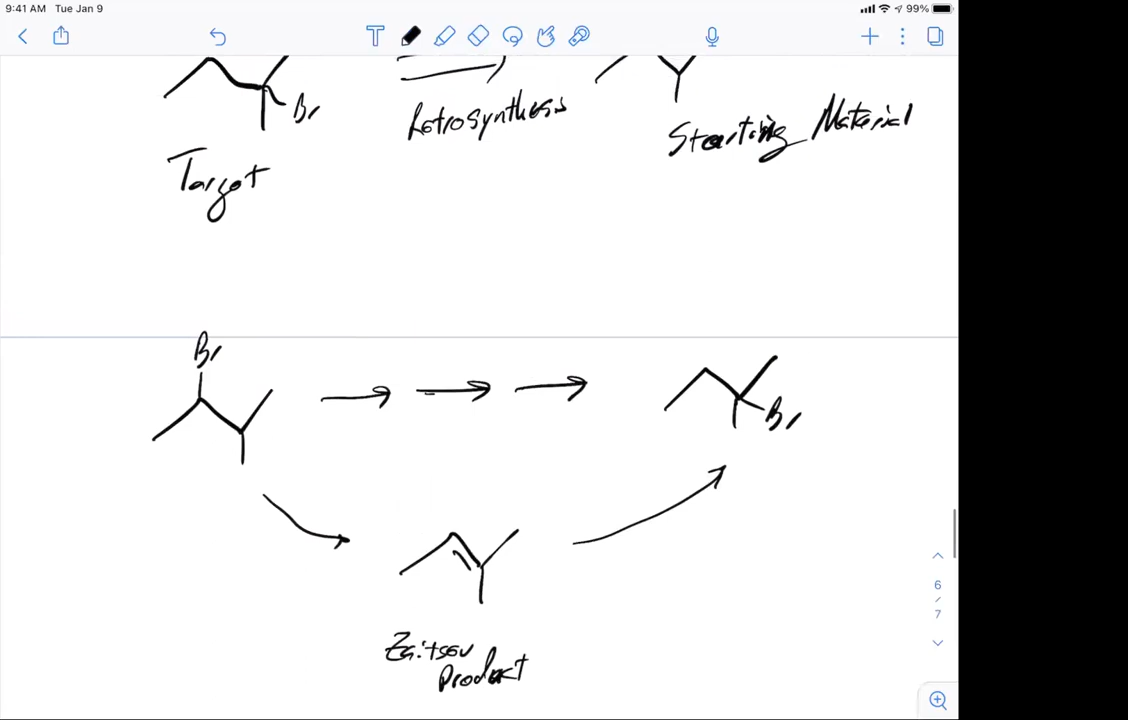 9:41 AM Tue Jan 9
99%
Br
Retrosynthesis
Starting Material
Target
Br
Br
Zaitsev
Product
6
/
7